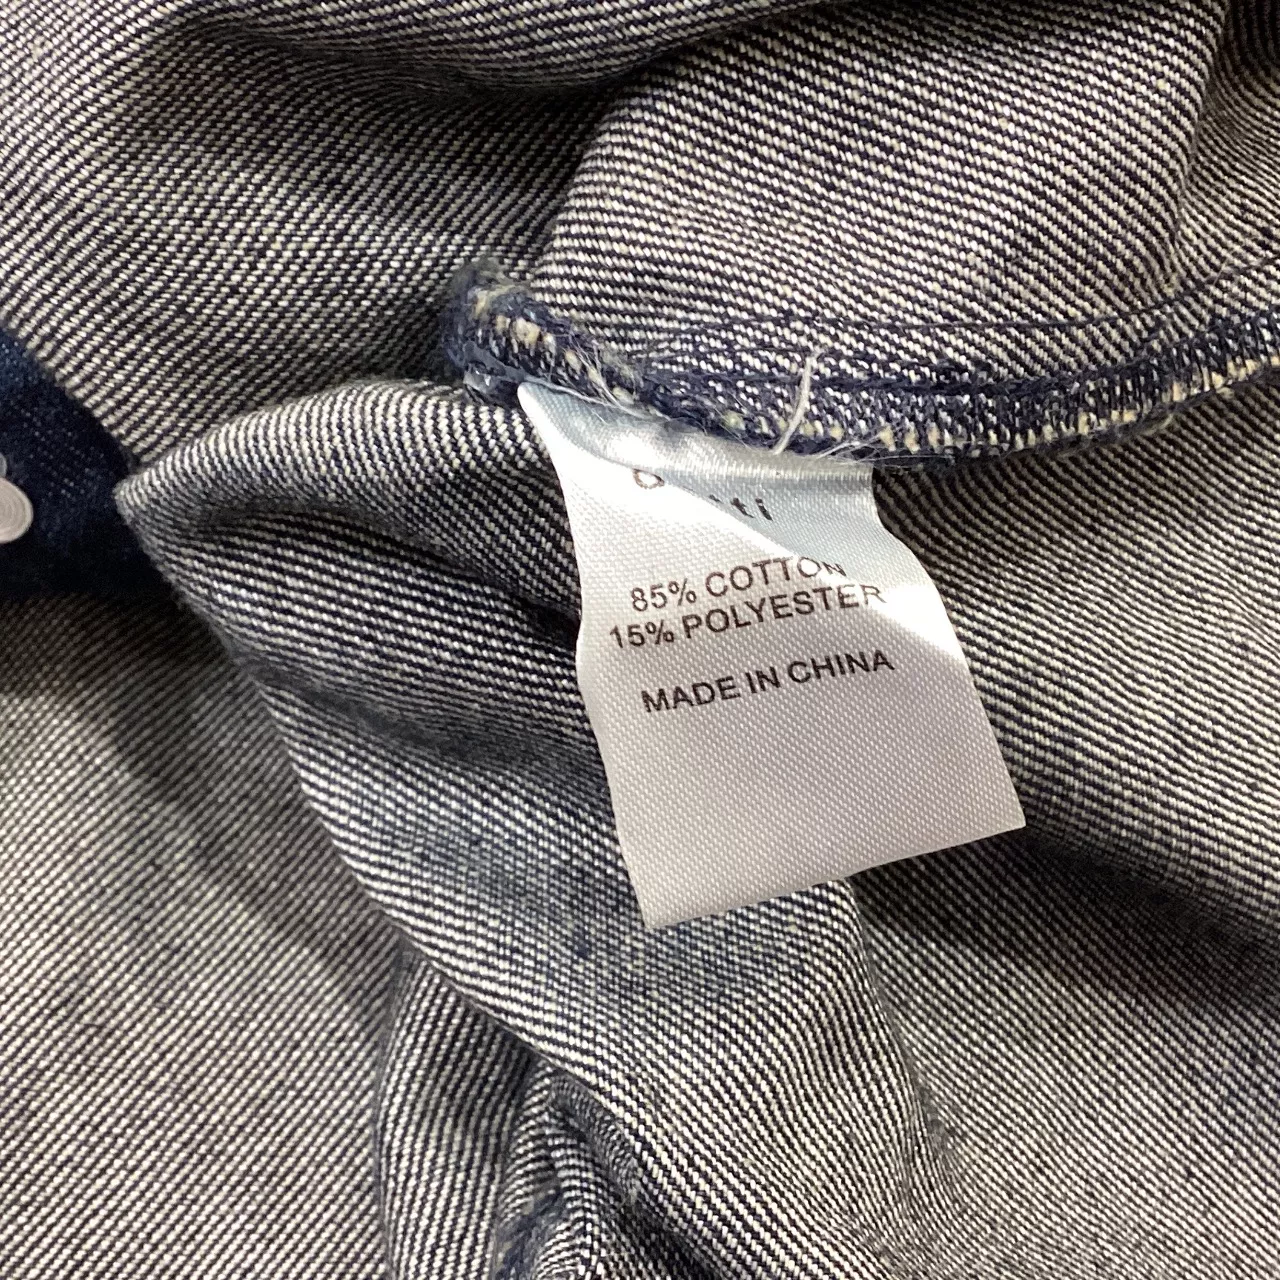 85% COTTON
15% POLYESTER
MADE IN CHINA